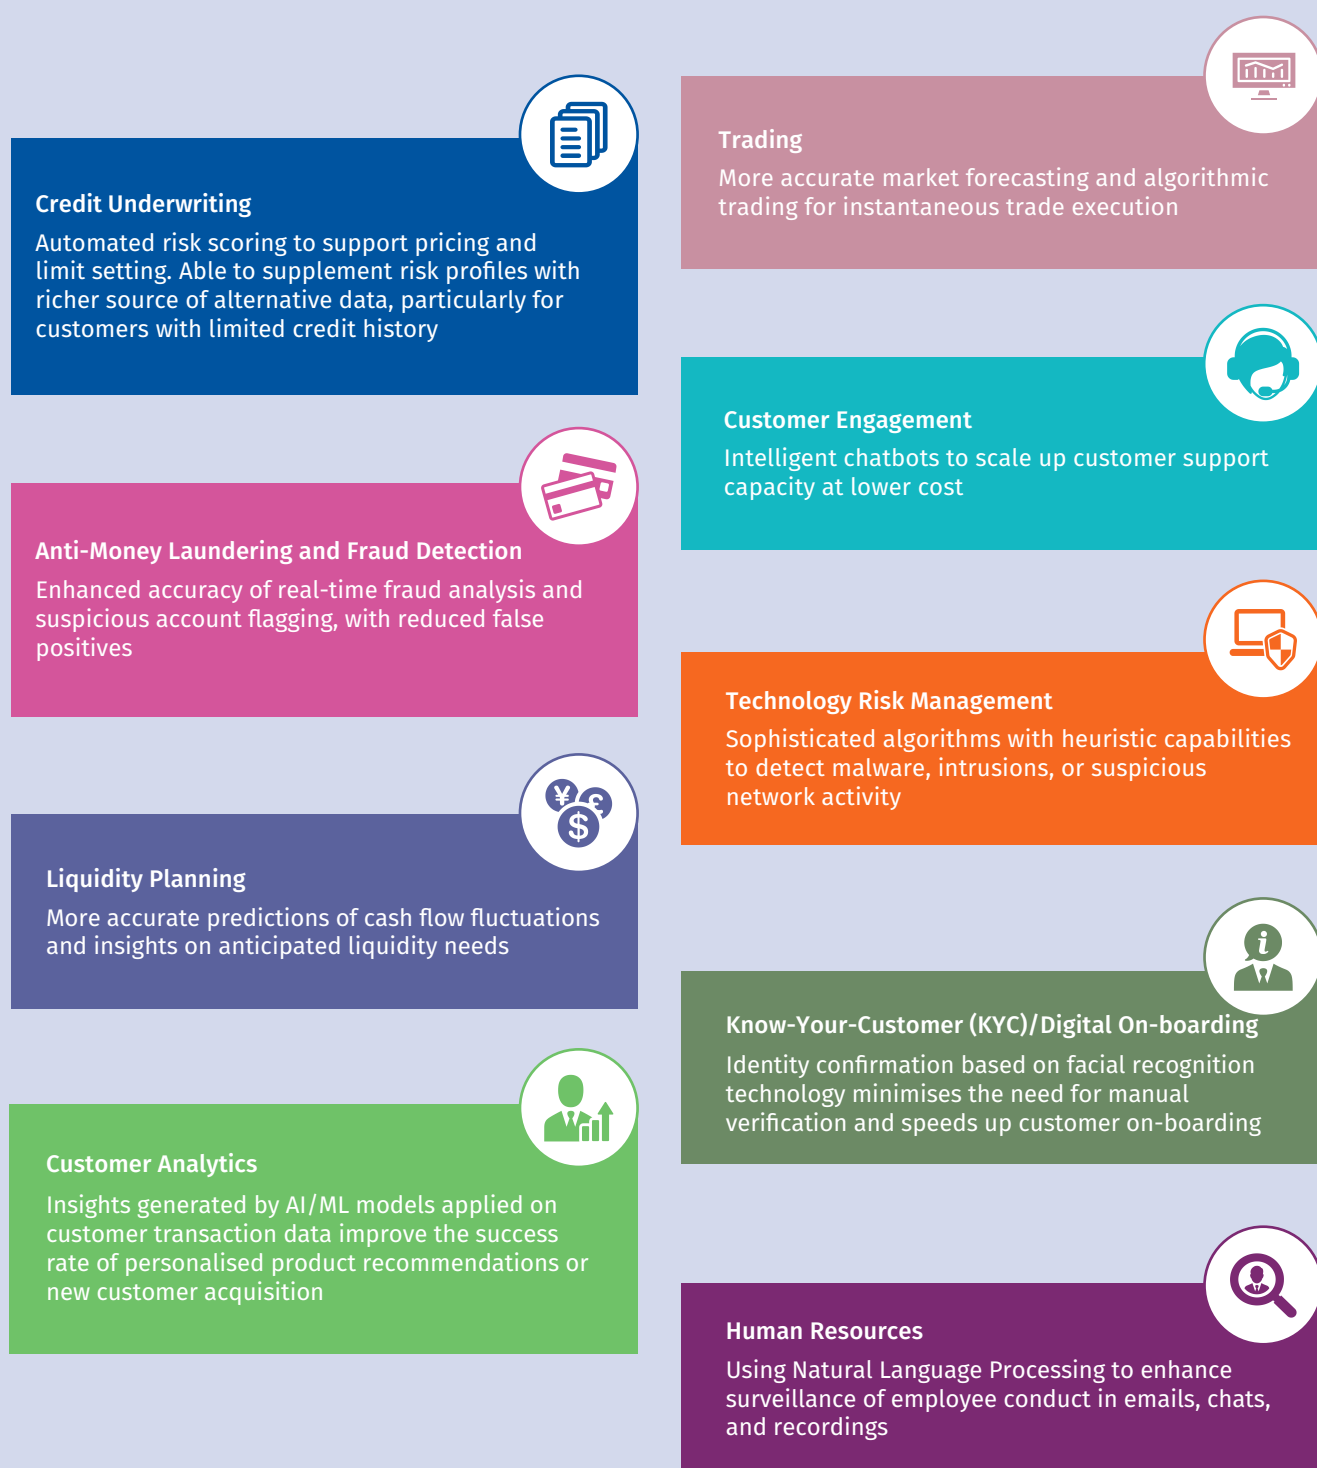 Credit Underwriting
Automated risk scoring to support pricing and
limit setting. Able to supplement risk profiles with
richer source of alternative data, particularly for
customers with limited credit history
Anti-Money Laundering and Fraud Detection
Enhanced accuracy of real-time fraud analysis and
suspicious account flagging, with reduced false
positives
¥
£
$
Liquidity Planning
More accurate predictions of cash flow fluctuations
and insights on anticipated liquidity needs
Customer Analytics
Insights generated by AI/ML models applied on
customer transaction data improve the success
rate of personalised product recommendations or
new customer acquisition
Trading
More accurate market forecasting and algorithmic
trading for instantaneous trade execution
Customer Engagement
Intelligent chatbots to scale up customer support
capacity at lower cost
Technology Risk Management
Sophisticated algorithms with heuristic capabilities
to detect malware, intrusions, or suspicious
network activity
i
Know-Your-Customer (KYC)/Digital On-boarding
Identity confirmation based on facial recognition
technology minimises the need for manual
verification and speeds up customer on-boarding
Human Resources
Using Natural Language Processing to enhance
surveillance of employee conduct in emails, chats,
and recordings